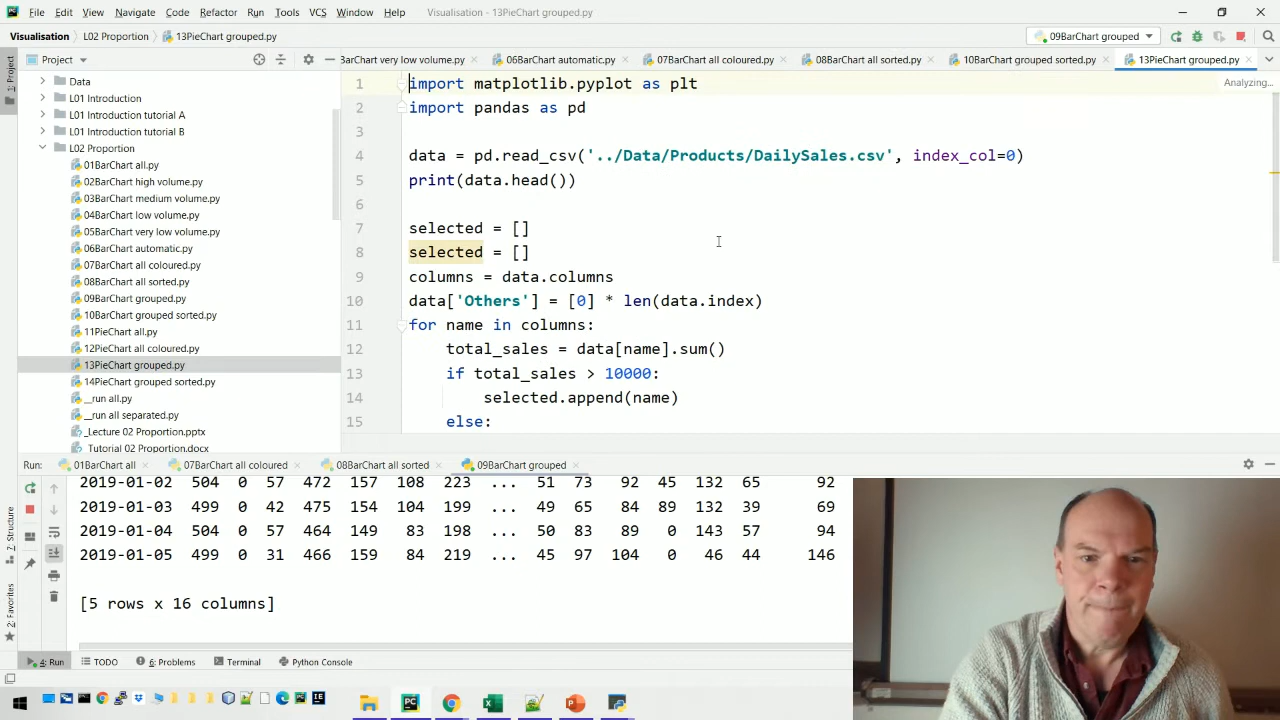 File Edit View Navigate Code Refactor Run Tools VCS Window Help Visualisation - 13PieChart grouped.py
Visualisation L02 Proportion 13PieChart grouped.py 09BarChart grouped
Project BarChart very low volume.py 06BarChart automatic.py 07BarChart all coloured.py 08BarChart all sorted.py 10BarChart grouped sorted.py 13PieChart grouped.py
1: Project
Data
L01 Introduction
L01 Introduction tutorial A
L01 Introduction tutorial B
L02 Proportion
01BarChart all.py
02BarChart high volume.py
03BarChart medium volume.py
04BarChart low volume.py
05BarChart very low volume.py
06BarChart automatic.py
07BarChart all coloured.py
08BarChart all sorted.py
09BarChart grouped.py
10BarChart grouped sorted.py
11PieChart all.py
12PieChart all coloured.py
13PieChart grouped.py
14PieChart grouped sorted.py
__run all.py
__run all separated.py
_Lecture 02 Proportion.pptx
_Tutorial 02 Proportion.docx
Analyzing...
1 import matplotlib.pyplot as plt
2 import pandas as pd
3
4 data = pd.read_csv('../Data/Products/DailySales.csv', index_col=0)
5 print(data.head())
6
7 selected = []
8 selected = []
9 columns = data.columns
10 data['Others'] = [0] * len(data.index)
11 for name in columns:
12 total_sales = data[name].sum()
13 if total_sales > 10000:
14 selected.append(name)
15 else:
Run: 01BarChart all 07BarChart all coloured 08BarChart all sorted 09BarChart grouped
2019-01-02 504 0 57 472 157 108 223 ... 51 73 92 45 132 65 92
2019-01-03 499 0 42 475 154 104 199 ... 49 65 84 89 132 39 69
2019-01-04 504 0 57 464 149 83 198 ... 50 83 89 0 143 57 94
2019-01-05 499 0 31 466 159 84 219 ... 45 97 104 0 46 44 146
[5 rows x 16 columns]
7: Structure
2: Favorites
4: Run TODO 6: Problems Terminal Python Console